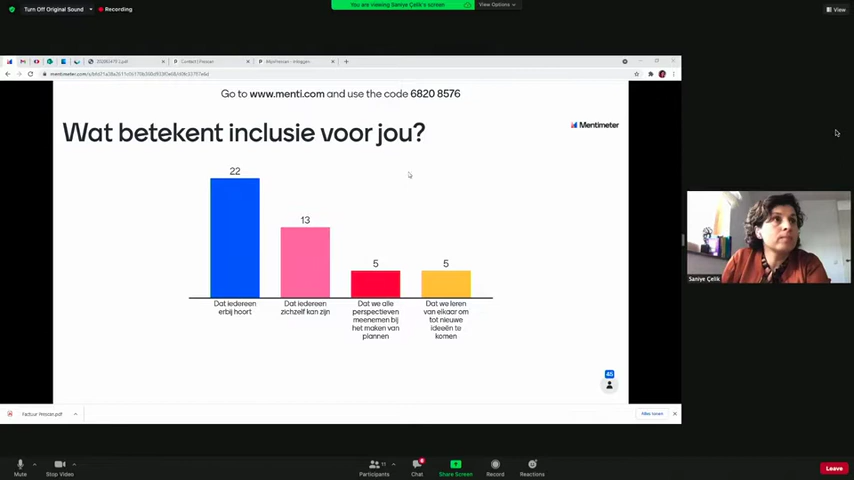 You are viewing Saniye Çelik's screen
View Options
Turn Off Original Sound
Recording
View
Contact | Prescan
Go to www.menti.com and use the code 6820 8576
Wat betekent inclusie voor jou?
Mentimeter
22
13
5
5
Dat iedereen
erbij hoort
Dat iedereen
zichzelf kan zijn
Dat we alle
perspectieven
meenemen bij
het maken van
plannen
Dat we leren
van elkaar om
tot nieuwe
ideeën te
komen
45
Saniye Çelik
Factuur Prescan.pdf
Alles tonen
Mute
Stop Video
Participants
11
Chat
Share Screen
Record
Reactions
Leave